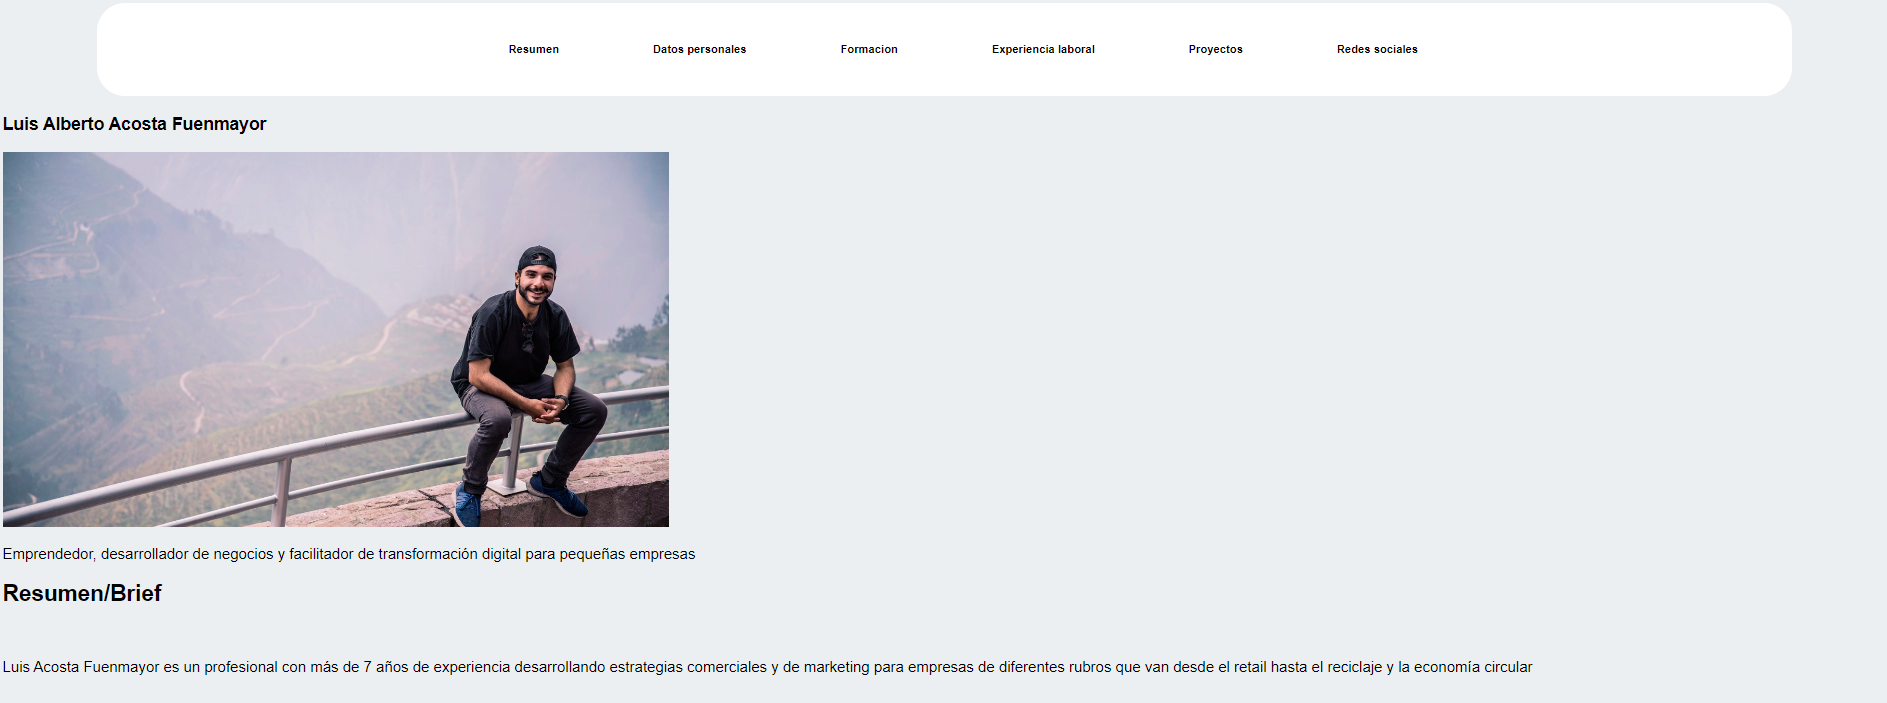 Resumen Datos personales Formacion Experiencia laboral Proyectos Redes sociales
Luis Alberto Acosta Fuenmayor
Emprendedor, desarrollador de negocios y facilitador de transformación digital para pequeñas empresas
Resumen/Brief
Luis Acosta Fuenmayor es un profesional con más de 7 años de experiencia desarrollando estrategias comerciales y de marketing para empresas de diferentes rubros que van desde el retail hasta el reciclaje y la economía circular